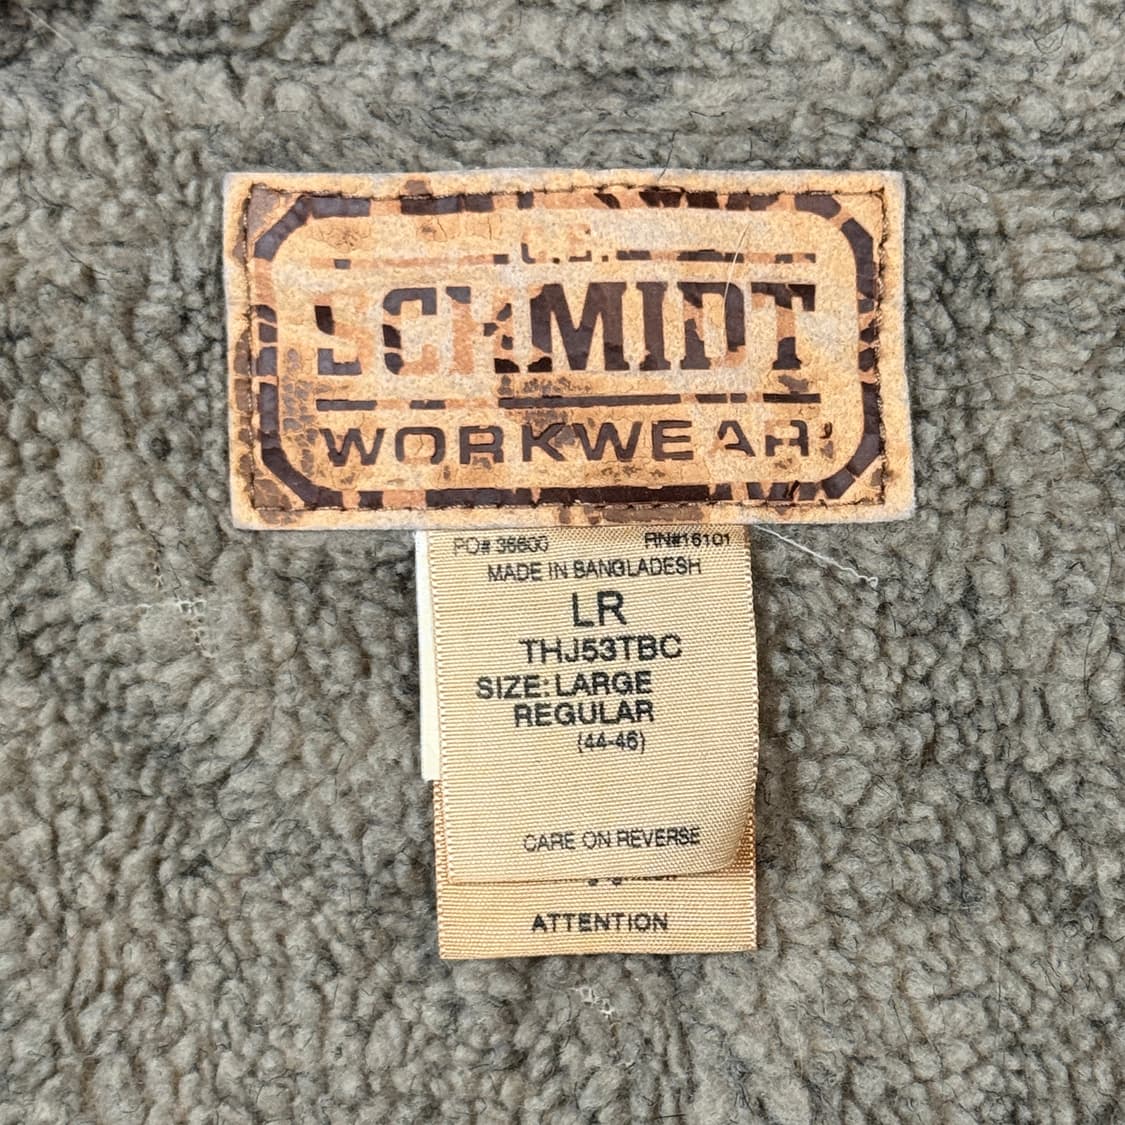 C.E.
SCHMIDT
WORKWEAR
PO# 36600 RN#16101
MADE IN BANGLADESH
LR
THJ53TBC
SIZE: LARGE
REGULAR
(44-46)
CARE ON REVERSE
ATTENTION